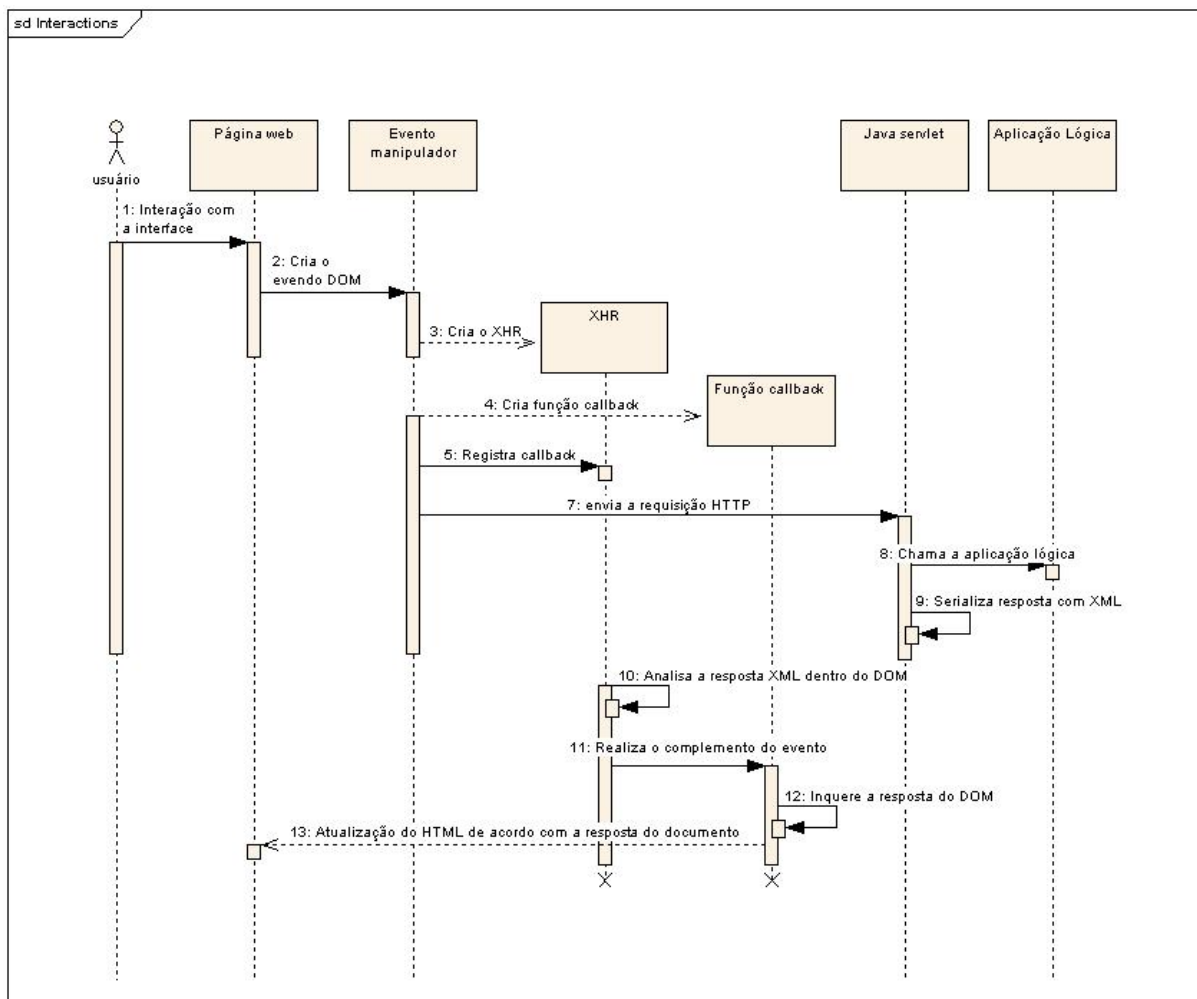 sd Interactions
usuário
Página web
Evento
manipulador
Java servlet
Aplicação Lógica
1: Interação com
a interface
2: Cria o
evendo DOM
3: Cria o XHR
XHR
4: Cria função callback
Função callback
5: Registra callback
7: envia a requisição HTTP
8: Chama a aplicação lógica
9: Serializa resposta com XML
10: Analisa a resposta XML dentro do DOM
11: Realiza o complemento do evento
12: Inquere a resposta do DOM
13: Atualização do HTML de acordo com a resposta do documento